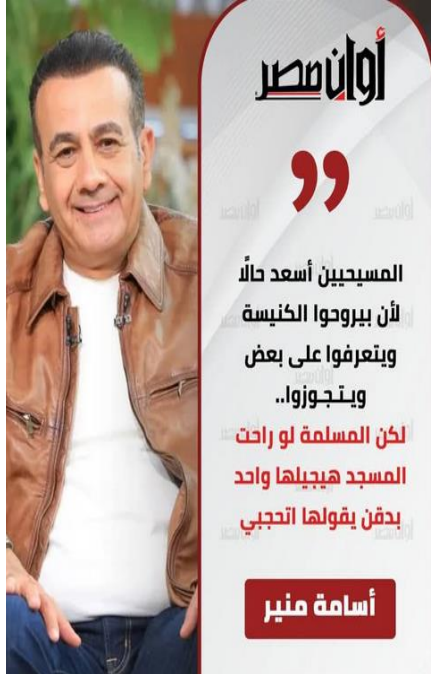 أوان مصر
المسيحيين أسعد حالًا
لأن بيروحوا الكنيسة
ويتعرفوا على بعض
ويتجوزوا..
لكن المسلمة لو راحت
المسجد هيجيلها واحد
بدقن يقولها اتحجبي
أسامة منير